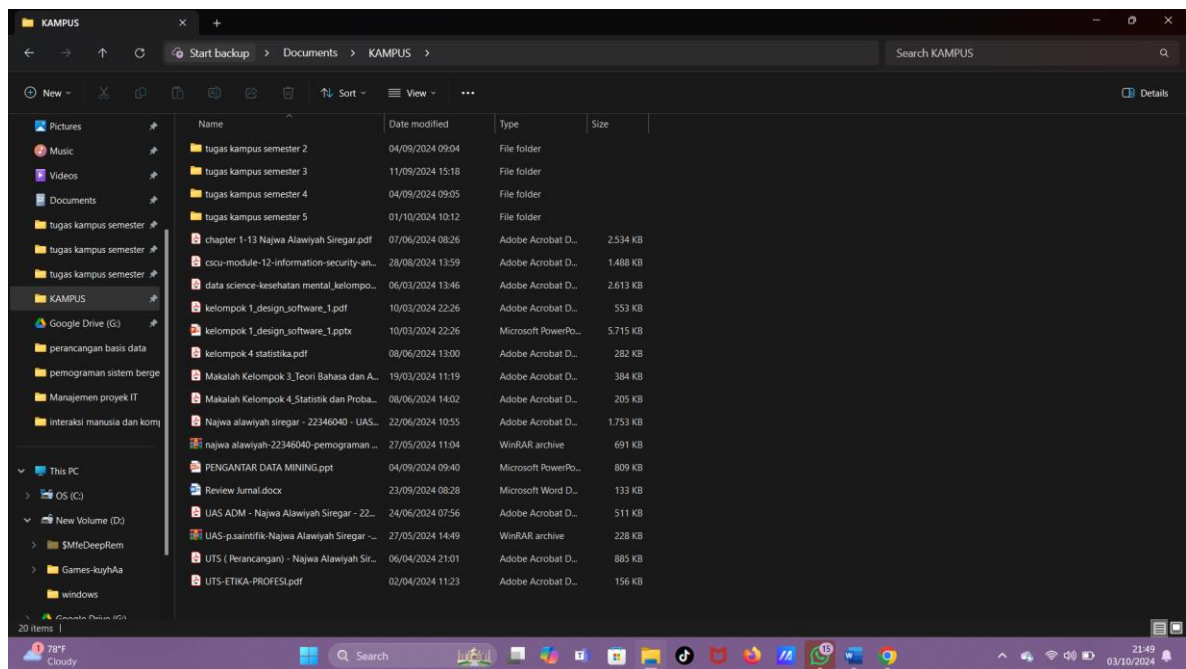 KAMPUS
Start backup > Documents > KAMPUS >
Search KAMPUS
New
Sort
View
Details
Pictures
Music
Videos
Documents
tugas kampus semester
tugas kampus semester
tugas kampus semester
KAMPUS
Google Drive (G:)
perancangan basis data
pemograman sistem berge
Manajemen proyek IT
interaksi manusia dan komp
This PC
OS (C:)
New Volume (D:)
$MfeDeepRem
Games-kuyhAa
windows
Google Drive (G:)
Name Date modified Type Size
tugas kampus semester 2 04/09/2024 09:04 File folder
tugas kampus semester 3 11/09/2024 15:18 File folder
tugas kampus semester 4 04/09/2024 09:05 File folder
tugas kampus semester 5 01/10/2024 10:12 File folder
chapter 1-13 Najwa Alawiyah Siregar.pdf 07/06/2024 08:26 Adobe Acrobat D... 2.534 KB
cscu-module-12-information-security-an... 28/08/2024 13:59 Adobe Acrobat D... 1.488 KB
data science-kesehatan mental_kelompo... 06/03/2024 13:46 Adobe Acrobat D... 2.613 KB
kelompok 1_design_software_1.pdf 10/03/2024 22:26 Adobe Acrobat D... 553 KB
kelompok 1_design_software_1.pptx 10/03/2024 22:26 Microsoft PowerPo... 5.715 KB
kelompok 4 statistika.pdf 08/06/2024 13:00 Adobe Acrobat D... 282 KB
Makalah Kelompok 3_Teori Bahasa dan A... 19/03/2024 11:19 Adobe Acrobat D... 384 KB
Makalah Kelompok 4_Statistik dan Proba... 08/06/2024 14:02 Adobe Acrobat D... 205 KB
Najwa alawiyah siregar - 22346040 - UAS... 22/06/2024 10:55 Adobe Acrobat D... 1.753 KB
najwa alawiyah-22346040-pemograman ... 27/05/2024 11:04 WinRAR archive 691 KB
PENGANTAR DATA MINING.ppt 04/09/2024 09:40 Microsoft PowerPo... 809 KB
Review Jurnal.docx 23/09/2024 08:28 Microsoft Word D... 133 KB
UAS ADM - Najwa Alawiyah Siregar - 22... 24/06/2024 07:56 Adobe Acrobat D... 511 KB
UAS-p.saintifik-Najwa Alawiyah Siregar -... 27/05/2024 14:49 WinRAR archive 228 KB
UTS ( Perancangan) - Najwa Alawiyah Sir... 06/04/2024 21:01 Adobe Acrobat D... 885 KB
UTS-ETIKA-PROFESI.pdf 02/04/2024 11:23 Adobe Acrobat D... 156 KB
20 items
1
78°F
Cloudy
Search
15
21:49
03/10/2024